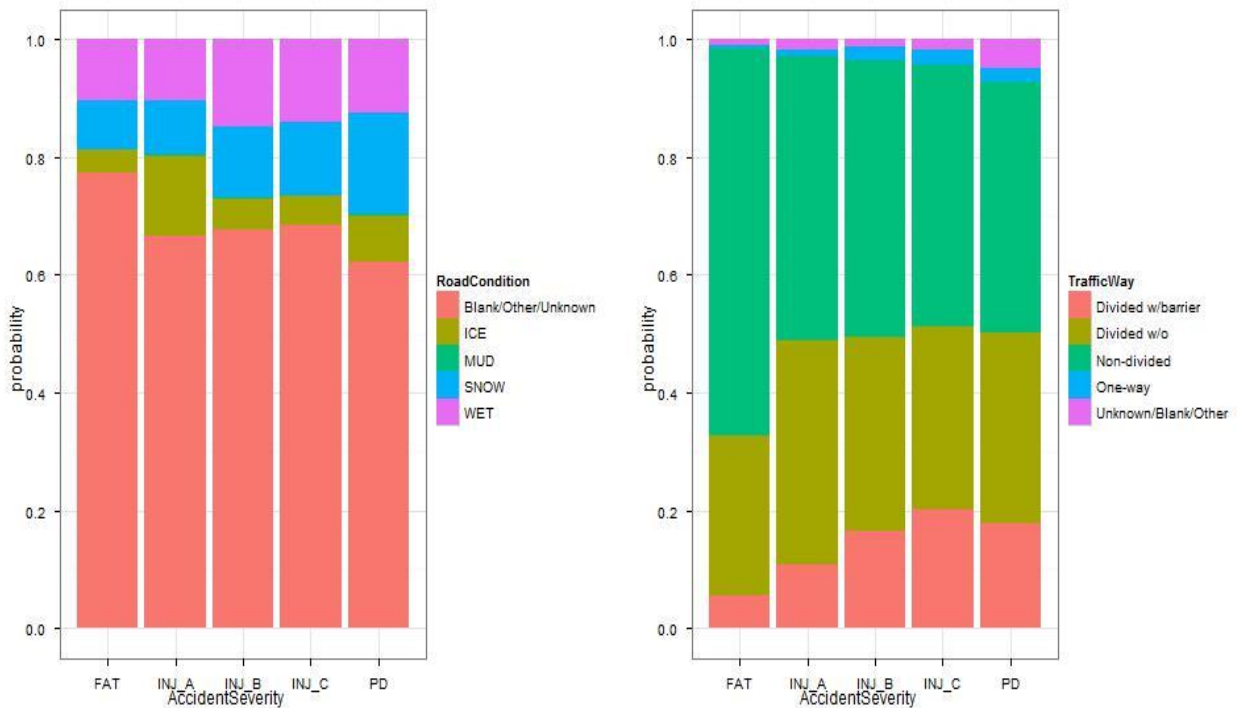 1.0
0.8
0.6
0.4
0.2
0.0
probability
FAT INJ_A INJ_B INJ_C PD
AccidentSeverity
RoadCondition
Blank/Other/Unknown
ICE
MUD
SNOW
WET
1.0
0.8
0.6
0.4
0.2
0.0
probability
FAT INJ_A INJ_B INJ_C PD
AccidentSeverity
TrafficWay
Divided w/barrier
Divided w/o
Non-divided
One-way
Unknown/Blank/Other